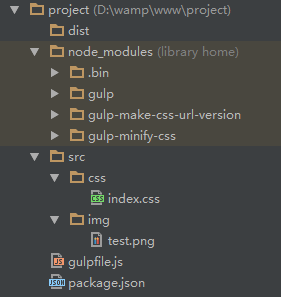 project (D:\wamp\www\project)
dist
node_modules (library home)
.bin
gulp
gulp-make-css-url-version
gulp-minify-css
src
css
index.css
img
test.png
gulpfile.js
package.json